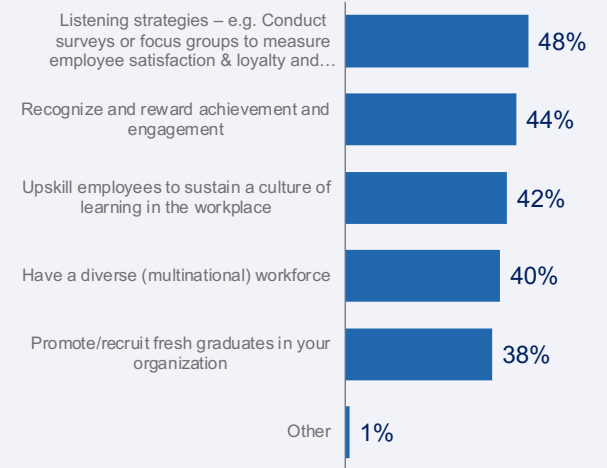 Listening strategies – e.g. Conduct
surveys or focus groups to measure
employee satisfaction & loyalty and…
48%
Recognize and reward achievement and
engagement
44%
Upskill employees to sustain a culture of
learning in the workplace
42%
Have a diverse (multinational) workforce
40%
Promote/recruit fresh graduates in your
organization
38%
Other
1%